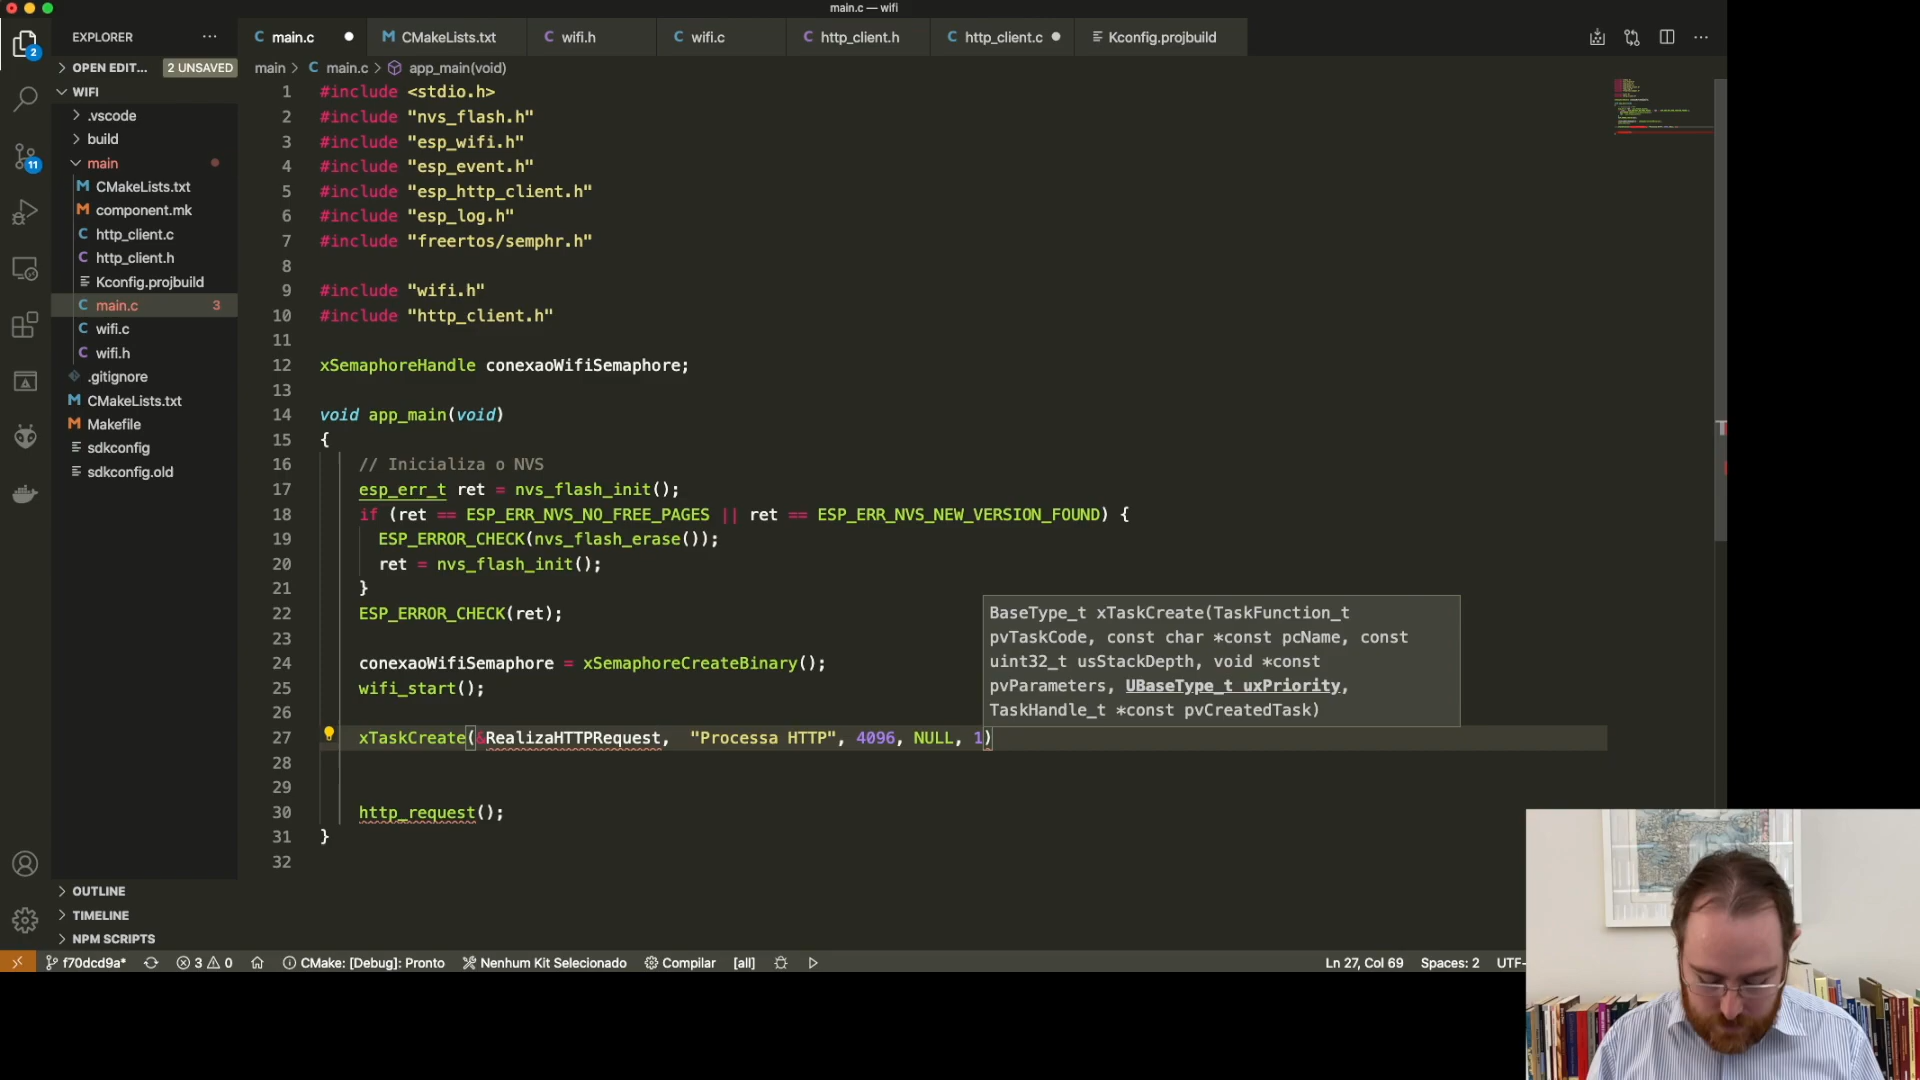 main.c — wifi
EXPLORER
main.c
CMakeLists.txt
wifi.h
wifi.c
http_client.h
http_client.c
Kconfig.projbuild
OPEN EDIT... 2 UNSAVED
main > C main.c > app_main(void)
WIFI
.vscode
build
main
CMakeLists.txt
component.mk
http_client.c
http_client.h
Kconfig.projbuild
main.c 3
wifi.c
wifi.h
.gitignore
CMakeLists.txt
Makefile
sdkconfig
sdkconfig.old
2
11
1 #include <stdio.h>
2 #include "nvs_flash.h"
3 #include "esp_wifi.h"
4 #include "esp_event.h"
5 #include "esp_http_client.h"
6 #include "esp_log.h"
7 #include "freertos/semphr.h"
8
9 #include "wifi.h"
10 #include "http_client.h"
11
12 xSemaphoreHandle conexaoWifiSemaphore;
13
14 void app_main(void)
15 {
16 // Inicializa o NVS
17 esp_err_t ret = nvs_flash_init();
18 if (ret == ESP_ERR_NVS_NO_FREE_PAGES || ret == ESP_ERR_NVS_NEW_VERSION_FOUND) {
19 ESP_ERROR_CHECK(nvs_flash_erase());
20 ret = nvs_flash_init();
21 }
22 ESP_ERROR_CHECK(ret);
23
24 conexaoWifiSemaphore = xSemaphoreCreateBinary();
25 wifi_start();
26
27 xTaskCreate(&RealizaHTTPRequest,  "Processa HTTP", 4096, NULL, 1)
28
29
30 http_request();
31 }
32
BaseType_t xTaskCreate(TaskFunction_t
pvTaskCode, const char *const pcName, const
uint32_t usStackDepth, void *const
pvParameters, UBaseType_t uxPriority,
TaskHandle_t *const pvCreatedTask)
OUTLINE
TIMELINE
NPM SCRIPTS
f70dcd9a* 3 0 CMake: [Debug]: Pronto Nenhum Kit Selecionado Compilar [all] Ln 27, Col 69 Spaces: 2 UTF-